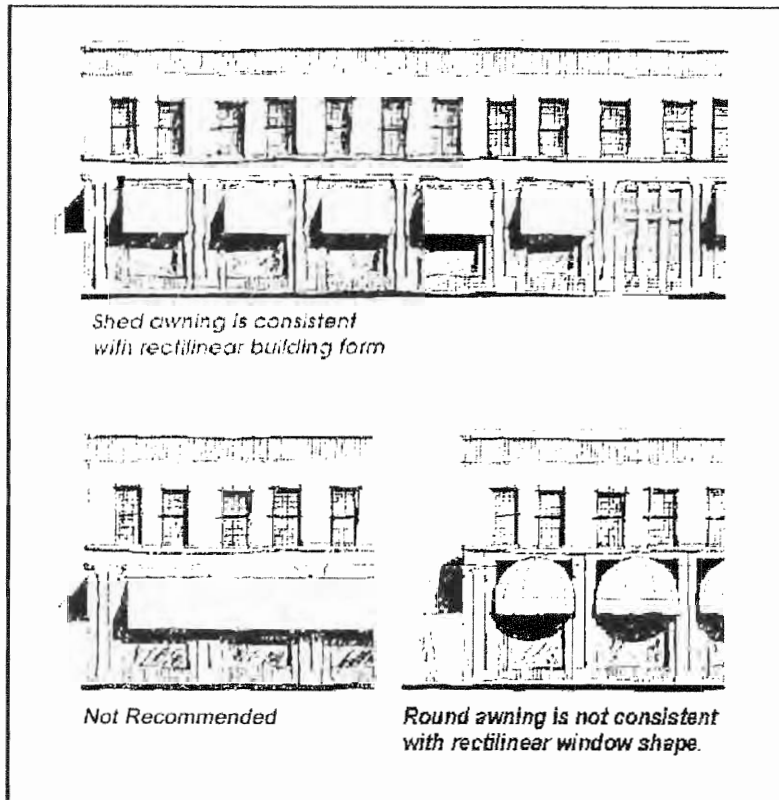 Shed awning is consistent
with rectilinear building form
Not Recommended
Round awning is not consistent
with rectilinear window shape.